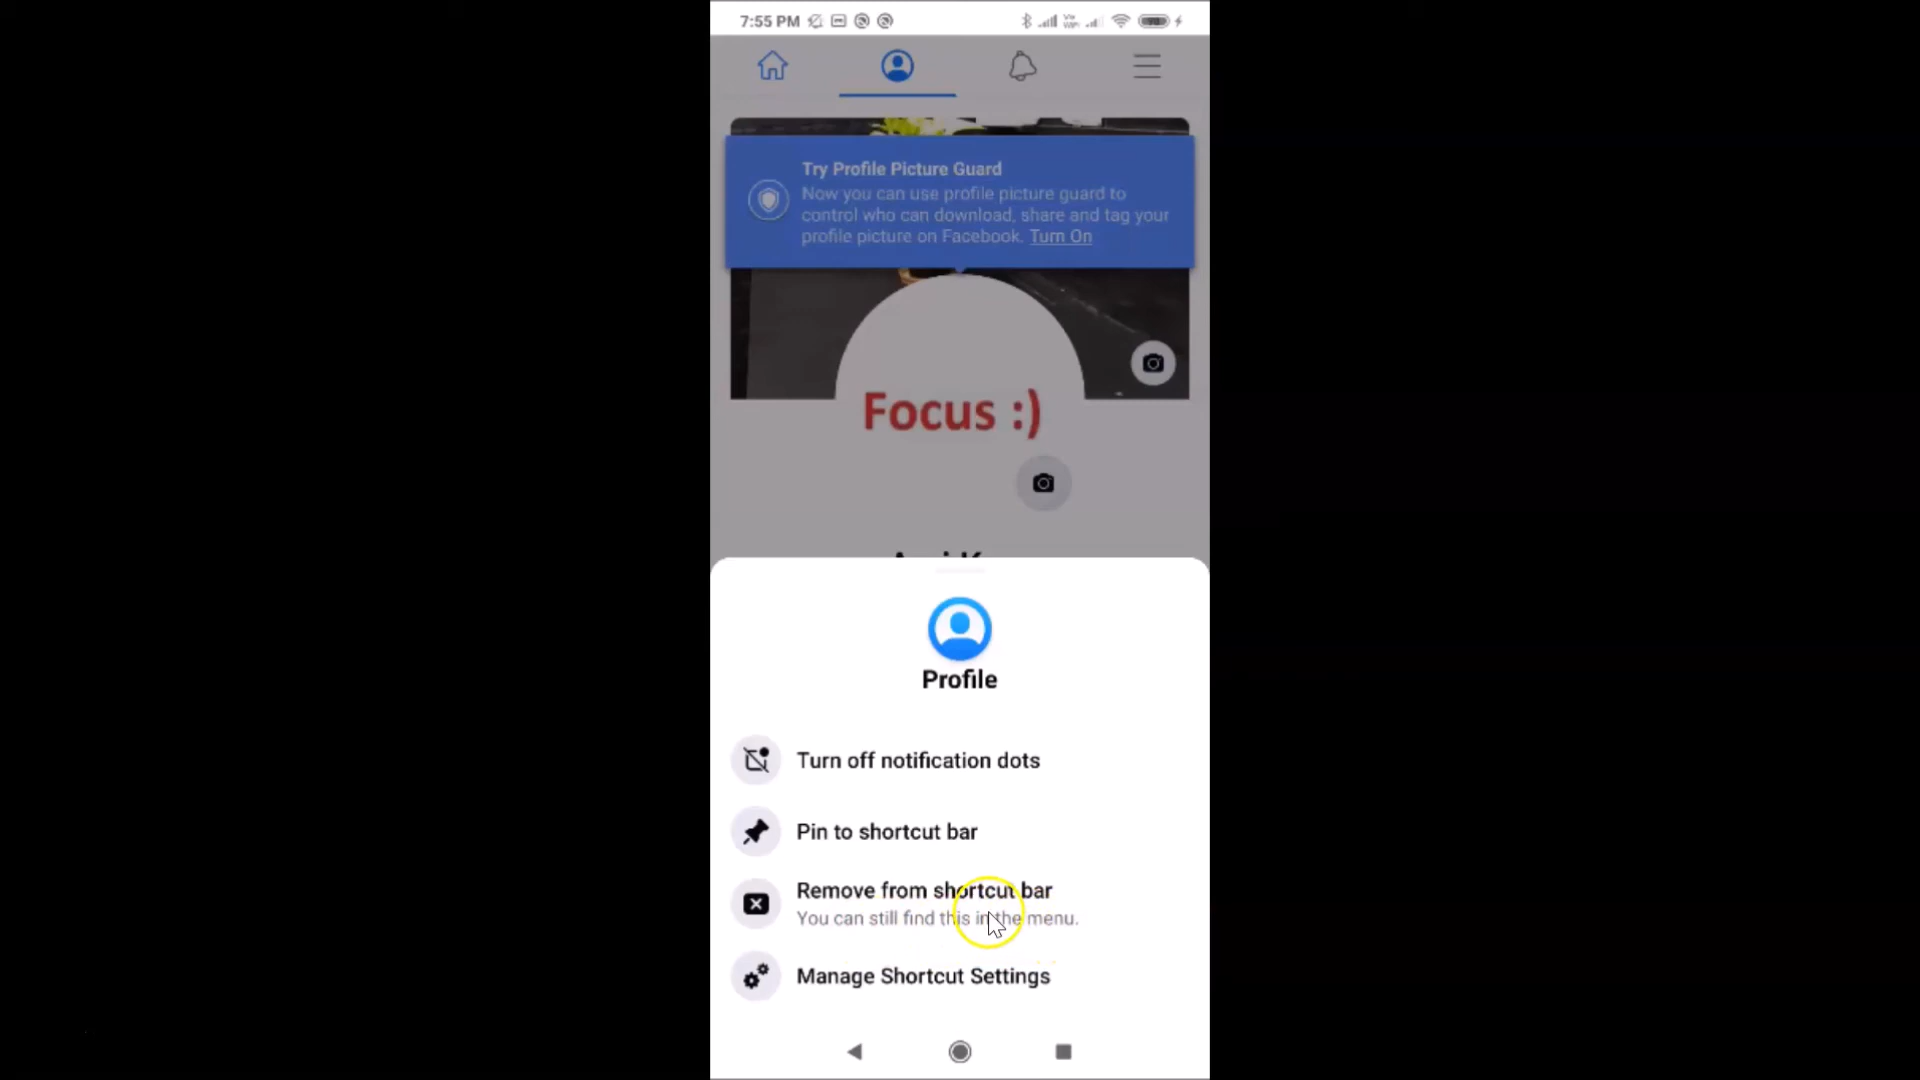 7:55 PM
Try Profile Picture Guard
Now you can use profile picture guard to
control who can download, share and tag your
profile picture on Facebook. Turn On
Focus :)
Profile
Turn off notification dots
Pin to shortcut bar
Remove from shortcut bar
You can still find this in the menu.
Manage Shortcut Settings